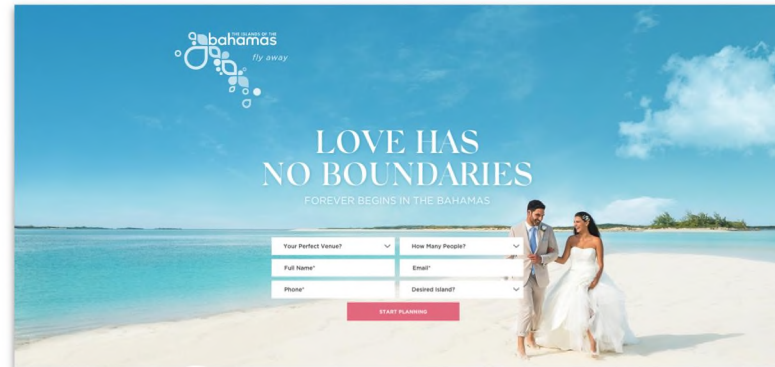 THE ISLANDS OF THE
bahamas
fly away
LOVE HAS
NO BOUNDARIES
FOREVER BEGINS IN THE BAHAMAS
Your Perfect Venue?
How Many People?
Full Name*
Email*
Phone*
Desired Island?
START PLANNING